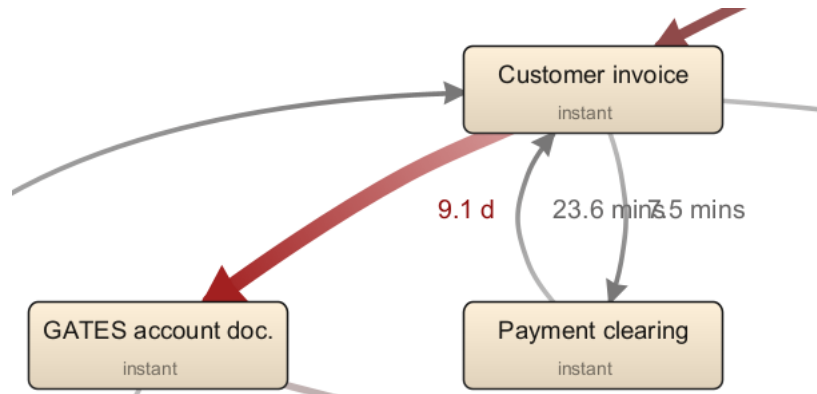 Customer invoice
instant
9.1 d
23.6 mins
7.5 mins
GATES account doc.
instant
Payment clearing
instant